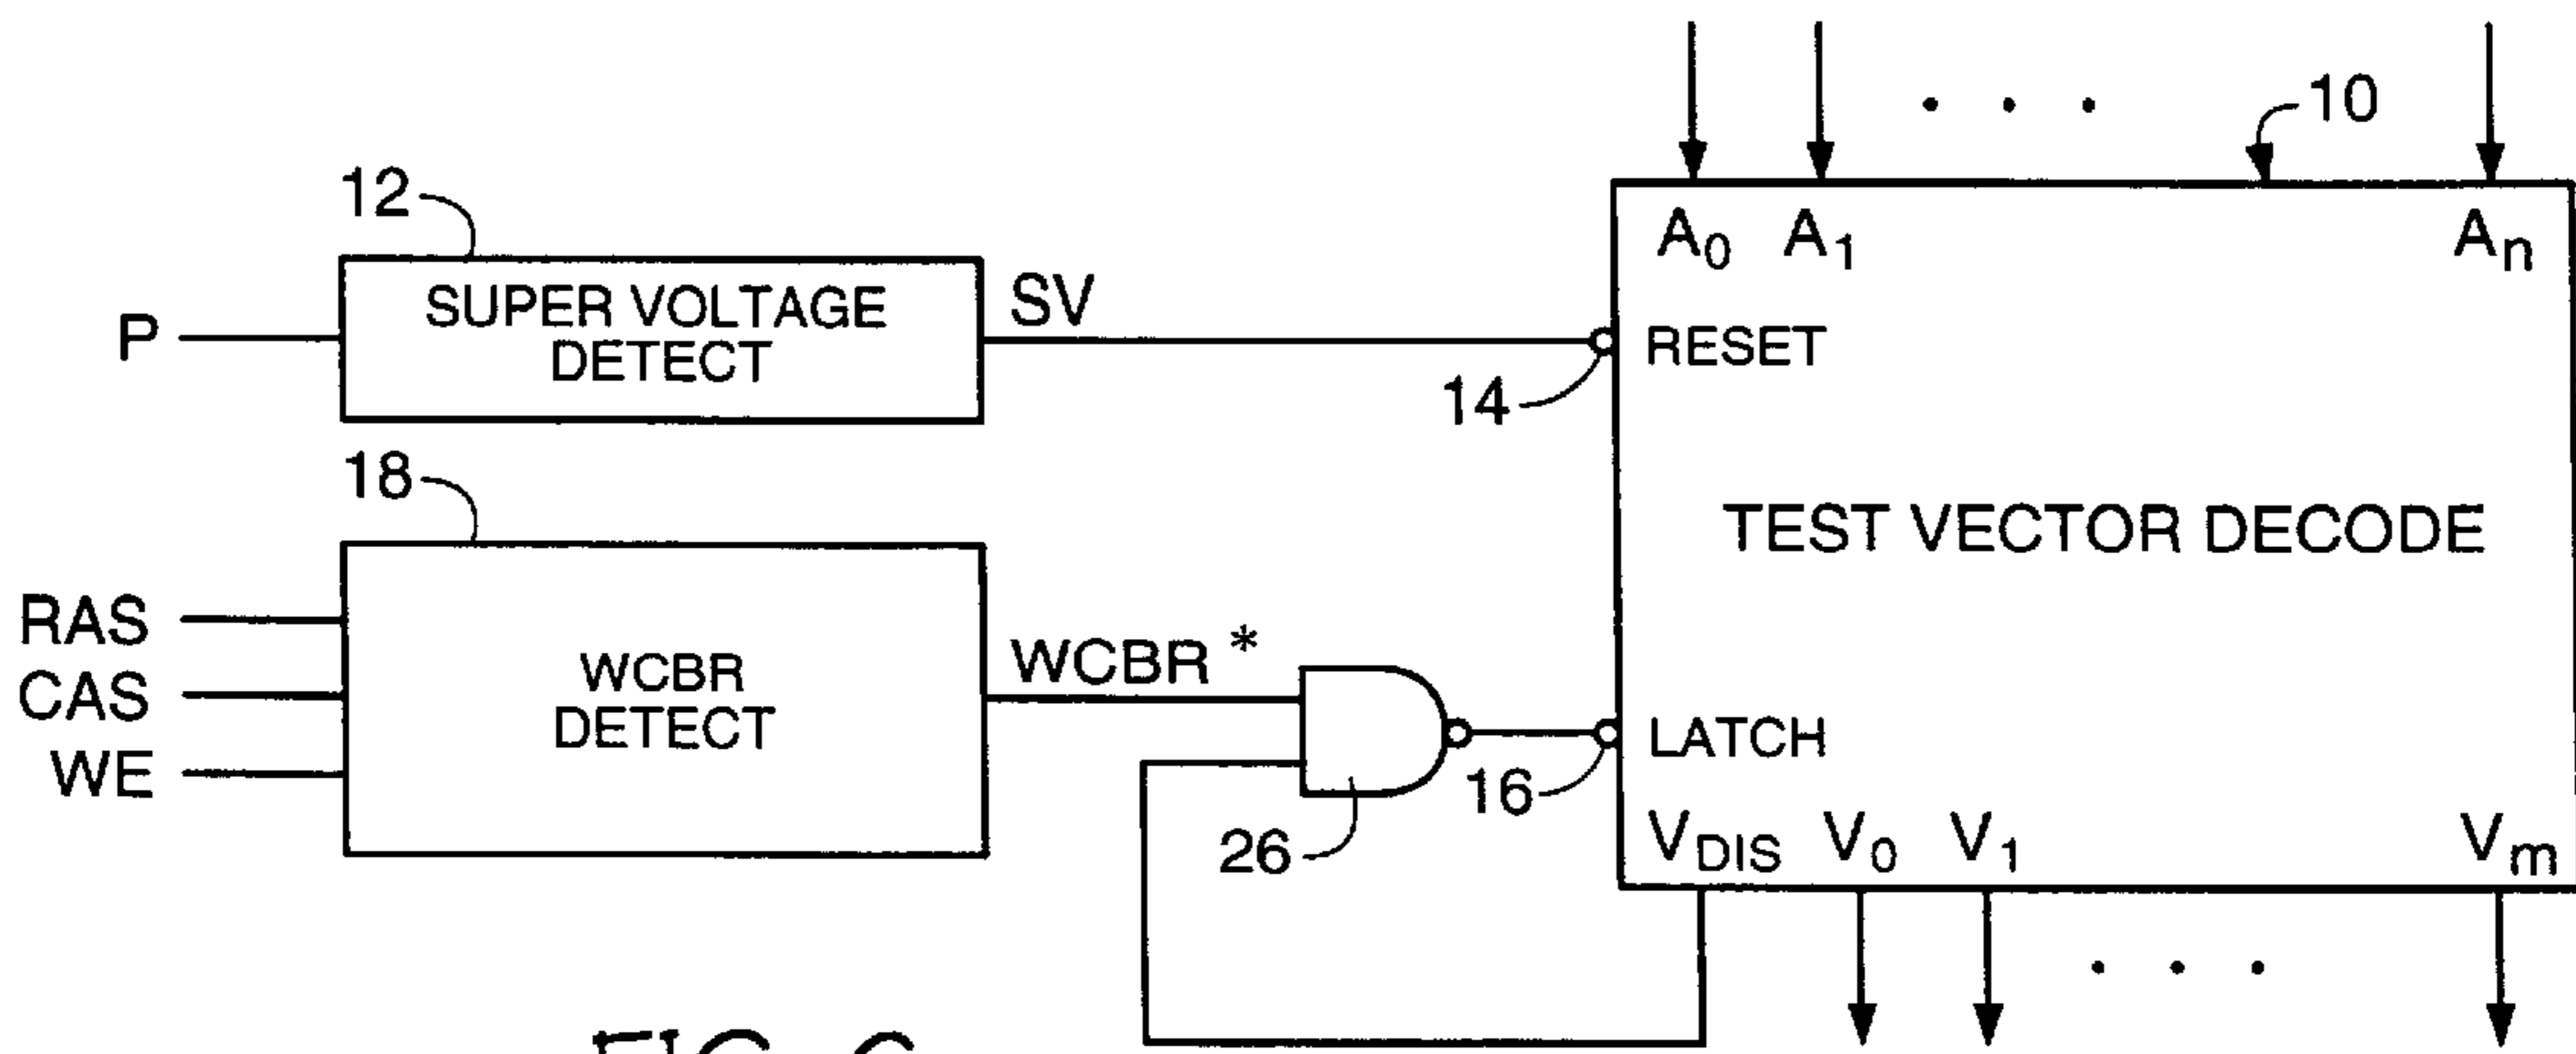 10
A0 A1 An
12
SUPER VOLTAGE
DETECT
P
SV
RESET
14
18
TEST VECTOR DECODE
RAS
CAS
WE
WCBR
DETECT
WCBR *
LATCH
16
26
VDIS V0 V1 Vm